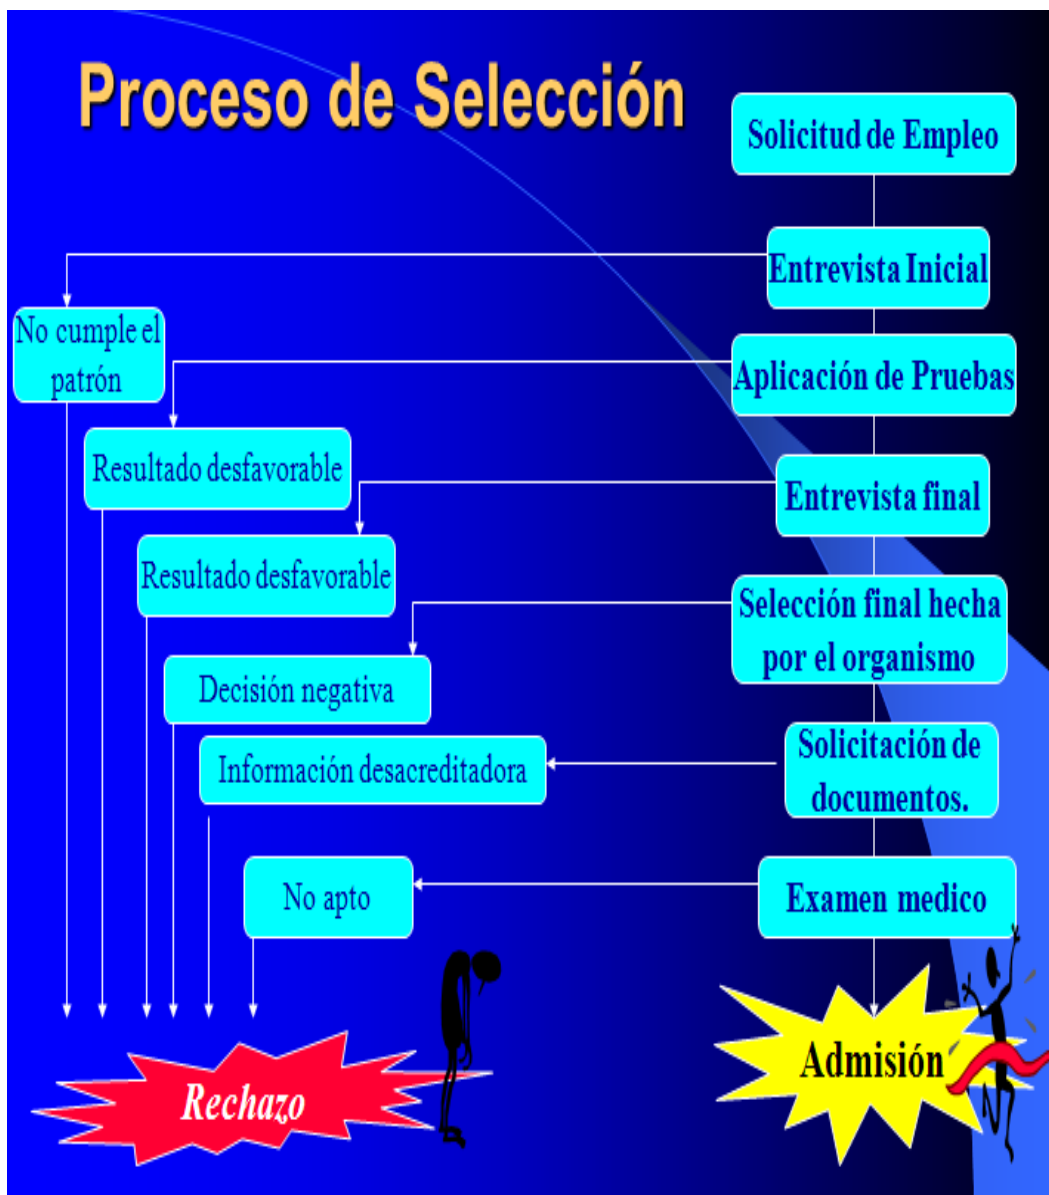 Proceso de Selección
Solicitud de Empleo
Entrevista Inicial
No cumple el
patrón
Aplicación de Pruebas
Resultado desfavorable
Entrevista final
Resultado desfavorable
Selección final hecha
por el organismo
Decisión negativa
Solicitación de
documentos.
Información desacreditadora
Examen medico
No apto
Admisión
Rechazo